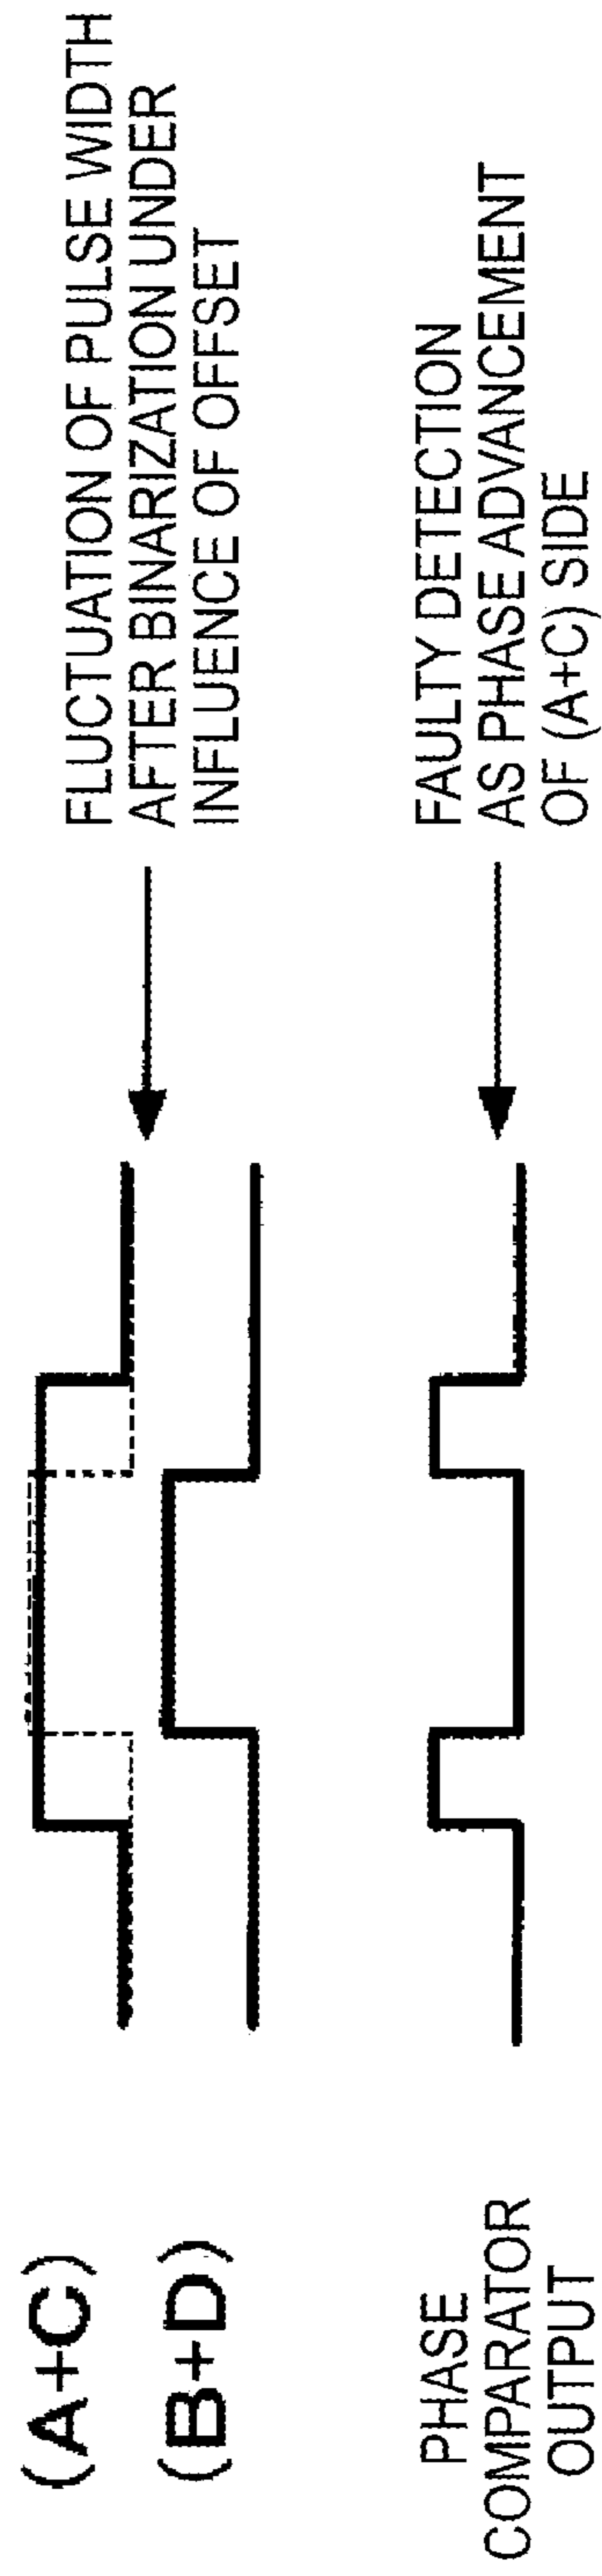 (A+C)
(B+D)
FLUCTUATION OF PULSE WIDTH
AFTER BINARIZATION UNDER
INFLUENCE OF OFFSET
PHASE
COMPARATOR
OUTPUT
FAULTY DETECTION
AS PHASE ADVANCEMENT
OF (A+C) SIDE